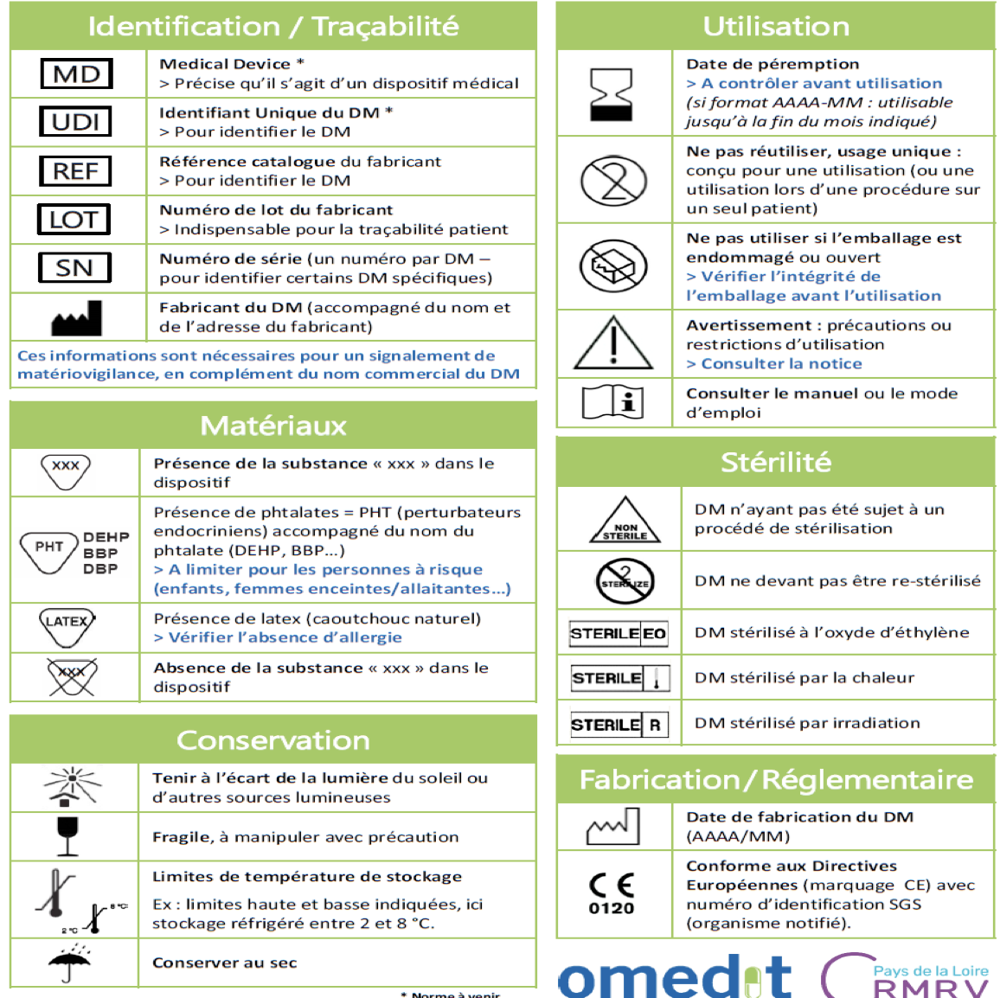 Identification / Traçabilité
MD
Medical Device *
> Précise qu’il s’agit d’un dispositif médical
UDI
Identifiant Unique du DM *
> Pour identifier le DM
REF
Référence catalogue du fabricant
> Pour identifier le DM
LOT
Numéro de lot du fabricant
> Indispensable pour la traçabilité patient
SN
Numéro de série (un numéro par DM –
pour identifier certains DM spécifiques)
Fabricant du DM (accompagné du nom et
de l’adresse du fabricant)
Ces informations sont nécessaires pour un signalement de
matériovigilance, en complément du nom commercial du DM
Matériaux
xxx
Présence de la substance « xxx » dans le
dispositif
PHT
DEHP
BBP
DBP
Présence de phtalates = PHT (perturbateurs
endocriniens) accompagné du nom du
phtalate (DEHP, BBP...)
> A limiter pour les personnes à risque
(enfants, femmes enceintes/allaitantes...)
LATEX
Présence de latex (caoutchouc naturel)
> Vérifier l’absence d’allergie
xxx
Absence de la substance « xxx » dans le
dispositif
Conservation
Tenir à l’écart de la lumière du soleil ou
d’autres sources lumineuses
Fragile, à manipuler avec précaution
2 °C
8 °C
Limites de température de stockage
Ex : limites haute et basse indiquées, ici
stockage réfrigéré entre 2 et 8 °C.
Conserver au sec
* Norme à venir
Utilisation
Date de péremption
> A contrôler avant utilisation
(si format AAAA-MM : utilisable
jusqu’à la fin du mois indiqué)
2
Ne pas réutiliser, usage unique :
conçu pour une utilisation (ou une
utilisation lors d’une procédure sur
un seul patient)
Ne pas utiliser si l’emballage est
endommagé ou ouvert
> Vérifier l’intégrité de
l’emballage avant l’utilisation
!
Avertissement : précautions ou
restrictions d’utilisation
> Consulter la notice
i
Consulter le manuel ou le mode
d’emploi
Stérilité
NON
STERILE
DM n’ayant pas été sujet à un
procédé de stérilisation
2
STERILIZE
DM ne devant pas être re-stérilisé
STERILE EO
DM stérilisé à l’oxyde d’éthylène
STERILE
DM stérilisé par la chaleur
STERILE R
DM stérilisé par irradiation
Fabrication/Réglementaire
Date de fabrication du DM
(AAAA/MM)
CE
0120
Conforme aux Directives
Européennes (marquage CE) avec
numéro d’identification SGS
(organisme notifié).
omedit
Pays de la Loire
RMRV